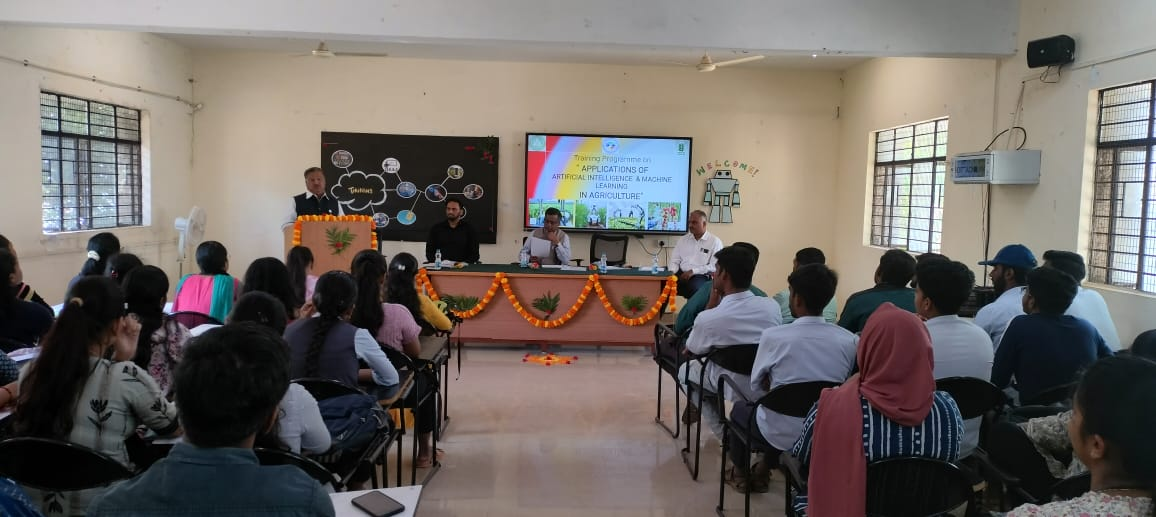 Training Programme on
" APPLICATIONS OF
ARTIFICIAL INTELLIGENCE & MACHINE
LEARNING
IN AGRICULTURE"
WELCOME!